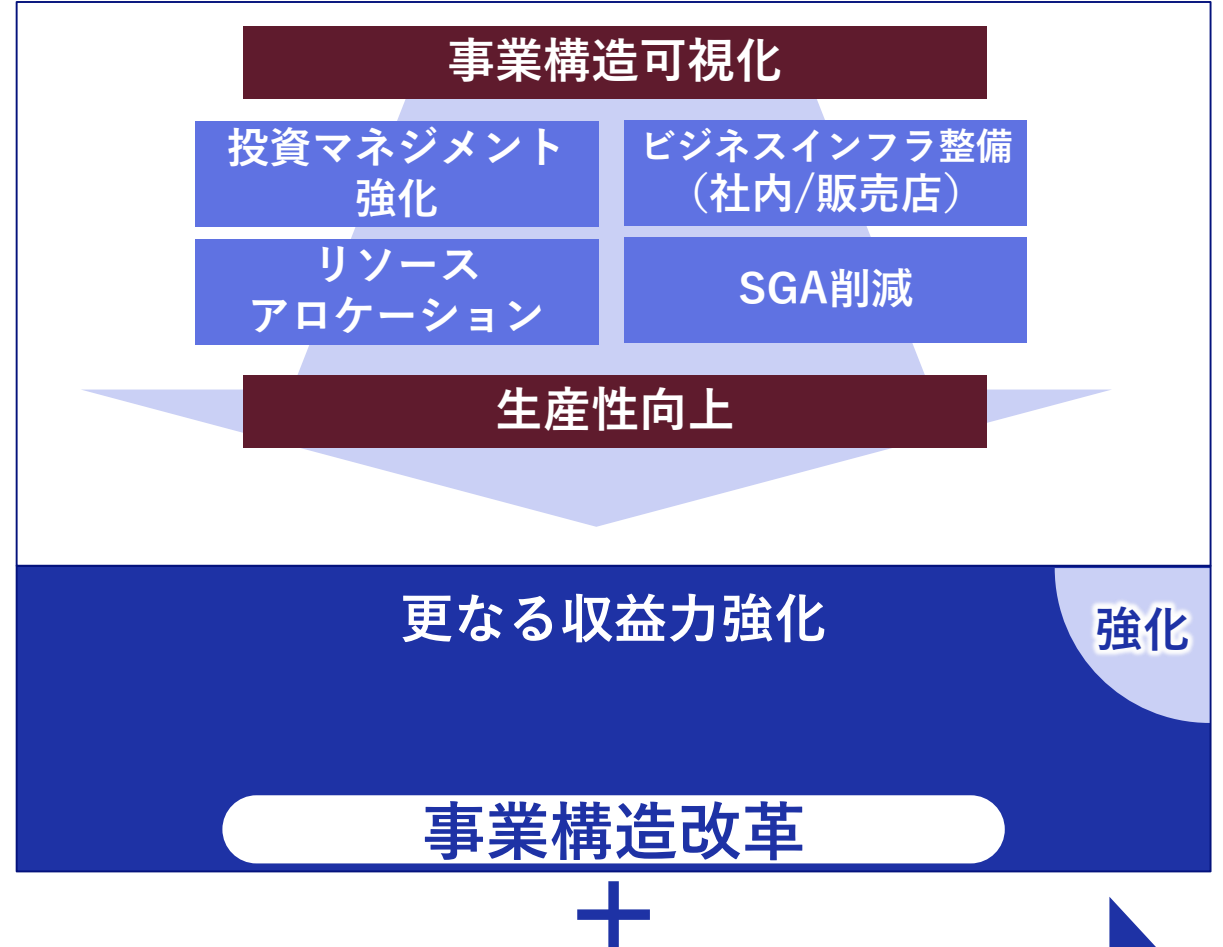 事業構造可視化
投資マネジメント
強化
ビジネスインフラ整備
（社内/販売店）
リソース
アロケーション
SGA削減
生産性向上
更なる収益力強化
強化
事業構造改革
＋